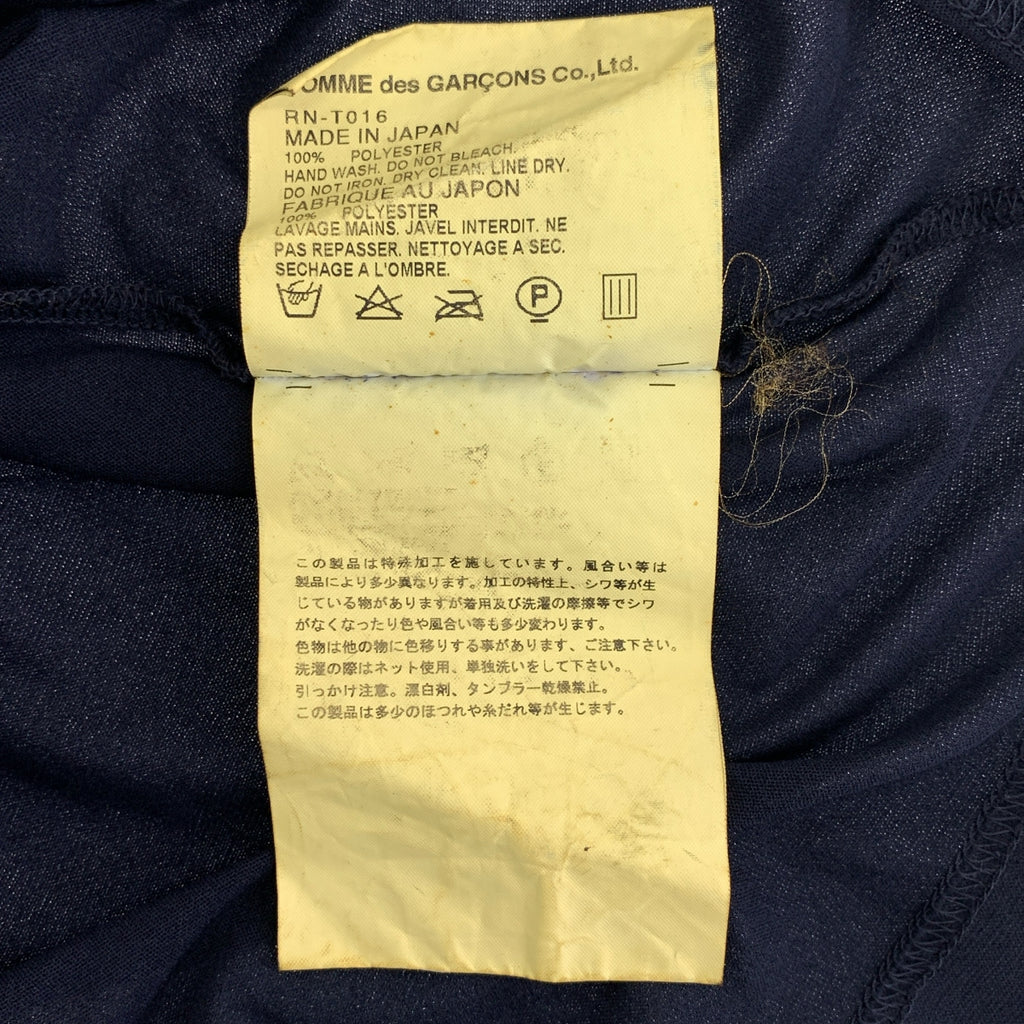 COMME des GARÇONS Co.,Ltd.
RN-T016
MADE IN JAPAN
100% POLYESTER
HAND WASH. DO NOT BLEACH.
DO NOT IRON. DRY CLEAN. LINE DRY.
FABRIQUE AU JAPON
100% POLYESTER
LAVAGE MAINS. JAVEL INTERDIT. NE
PAS REPASSER. NETTOYAGE A SEC.
SECHAGE A L'OMBRE.
P
この製品は特殊加工を施しています。風合い等は
製品により多少異なります。加工の特性上、シワ等が生
じている物がありますが着用及び洗濯の摩擦等でシワ
がなくなったり色や風合い等も多少変わります。
色物は他の物に色移りする事があります、ご注意下さい。
洗濯の際はネット使用、単独洗いをして下さい。
引っかけ注意。漂白剤、タンブラー乾燥禁止。
この製品は多少のほつれや糸だれ等が生じます。